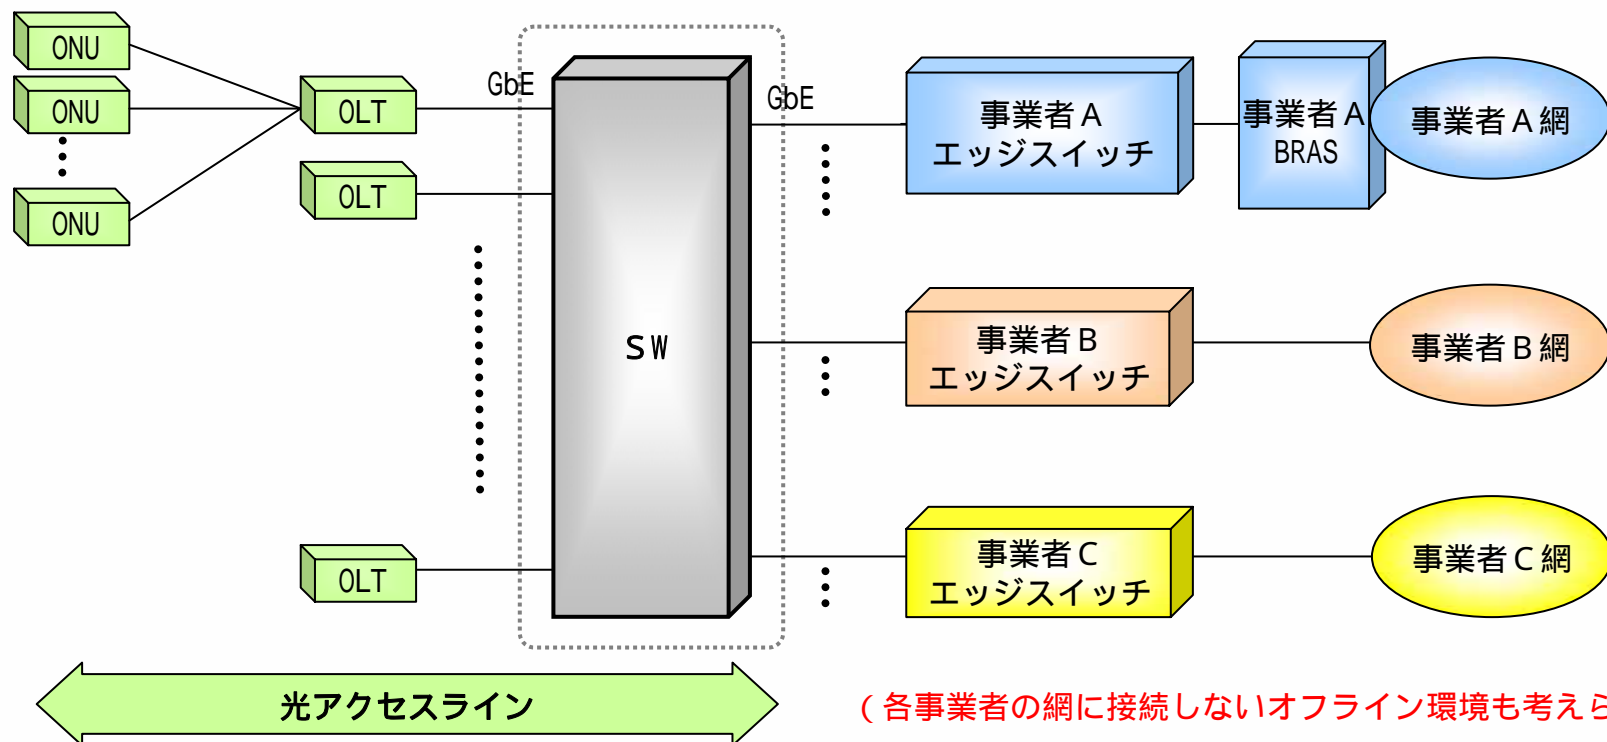 ONU
ONU
ONU
OLT
OLT
OLT
GbE
SW
GbE
事業者A
エッジスイッチ
事業者A
BRAS
事業者A網
事業者B
エッジスイッチ
事業者B網
事業者C
エッジスイッチ
事業者C網
光アクセスライン
(各事業者の網に接続しないオフライン環境も考えら